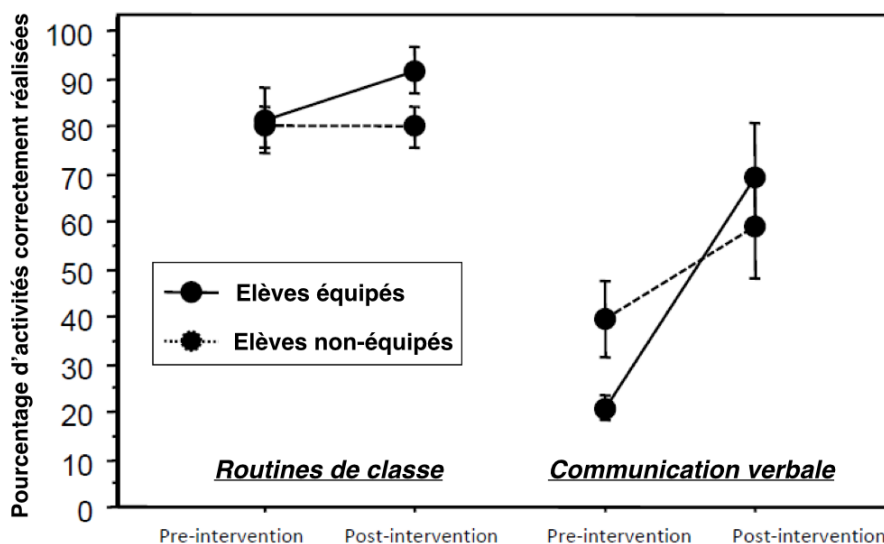 Pourcentage d'activités correctement réalisées
100
90
80
70
60
50
40
30
20
10
0
Elèves équipés
Elèves non-équipés
Routines de classe
Communication verbale
Pre-intervention
Post-intervention
Pre-intervention
Post-intervention